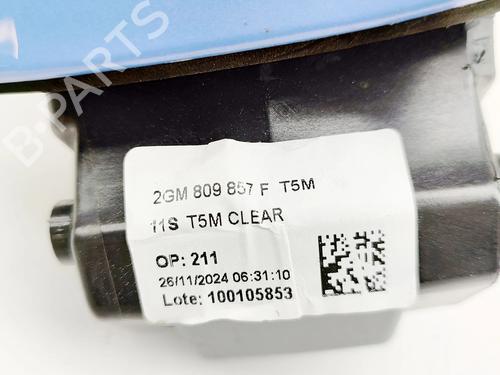 B-PARTS
2GM 809 857 F T5M
11S T5M CLEAR
OP: 211
26/11/2024 06:31:10
Lote: 100105853